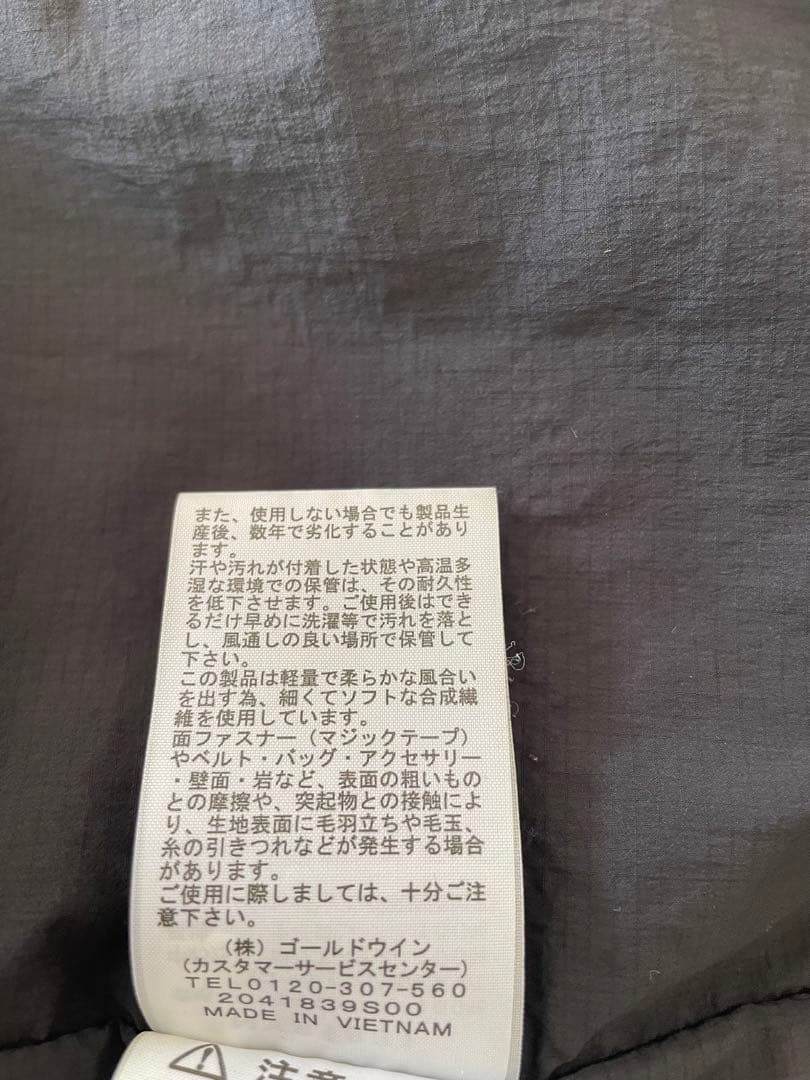 また、使用しない場合でも製品生
産後、数年で劣化することがあり
ます。
汗や汚れが付着した状態や高温多
湿な環境での保管は、その耐久性
を低下させます。ご使用後はでき
るだけ早めに洗濯等で汚れを落と
し、風通しの良い場所で保管して
下さい。
この製品は軽量で柔らかな風合い
を出す為、細くてソフトな合成繊
維を使用しています。
面ファスナー（マジックテープ）
やベルト・バッグ・アクセサリー
・壁面・岩など、表面の粗いもの
との摩擦や、突起物との接触によ
り、生地表面に毛羽立ちや毛玉、
糸の引きつれなどが発生する場合
があります。
ご使用に際しましては、十分ご注
意下さい。
（株）ゴールドウイン
（カスタマーサービスセンター）
TEL0120-307-560
2041839S00
MADE IN VIETNAM
注意